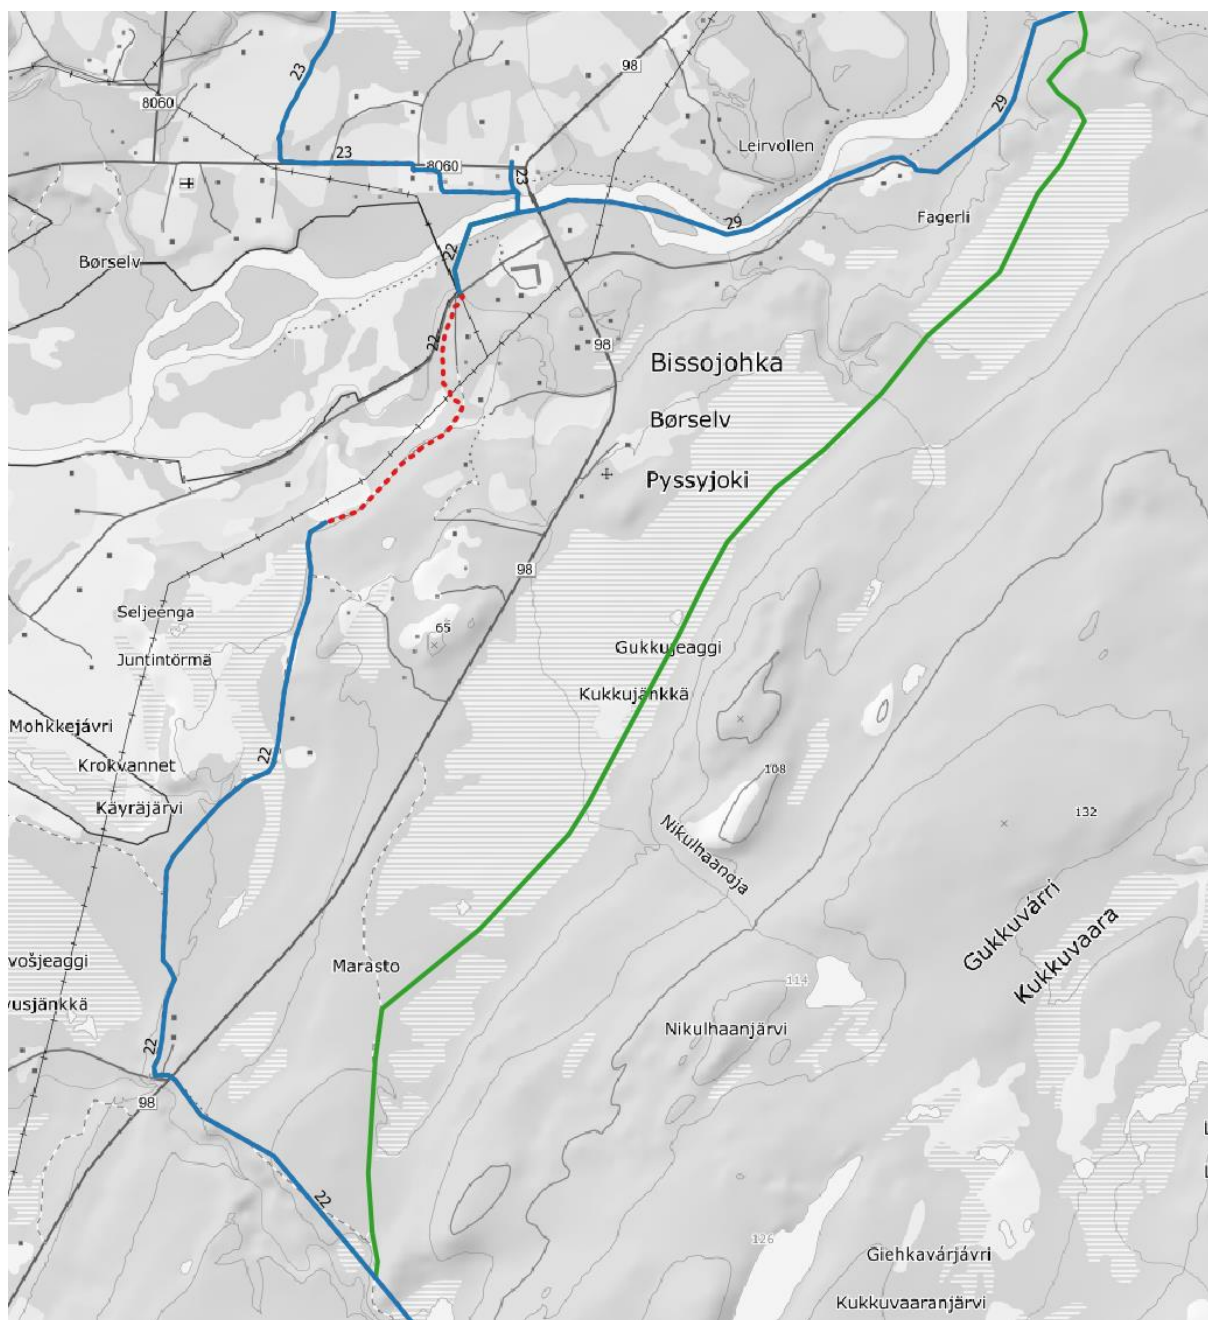 98
23
8060
29
Leirvollen
23
8060
23
29
Fagerli
22
Børselv
22
98
Bissojohka
Børselv
Pyssyjoki
98
Seljeenga
65
Gukkujeaggi
Juntintörmä
Kukkujänkkä
Mohkkejávri
22
Krokvannet
108
Käyräjärvi
132
Nikulhaanoja
Gukkuvárri
Kukkuvaara
vošjeaggi
Marasto
114
vusjänkkä
Nikulhaanjärvi
22
98
22
126
Giehkavárjávri
Kukkuvaaranjärvi